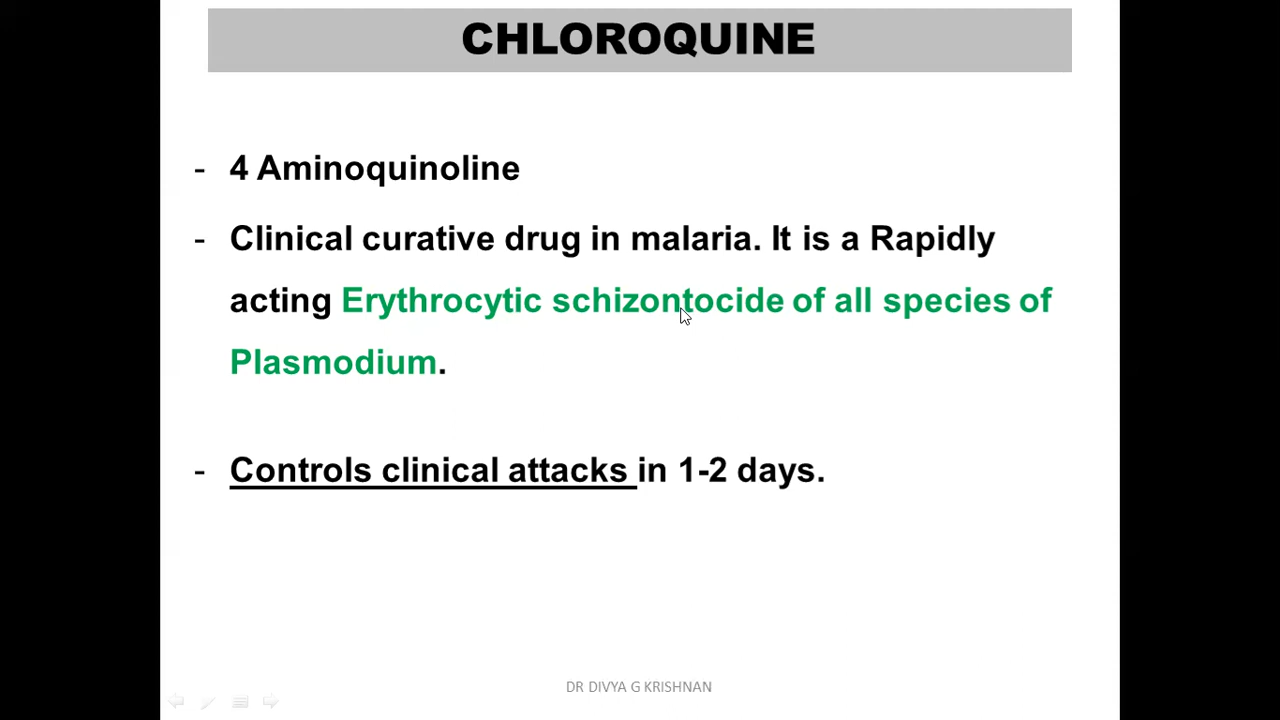 CHLOROQUINE
- 4 Aminoquinoline
- Clinical curative drug in malaria. It is a Rapidly
acting Erythrocytic schizontocide of all species of
Plasmodium.
- Controls clinical attacks in 1-2 days.
DR DIVYA G KRISHNAN